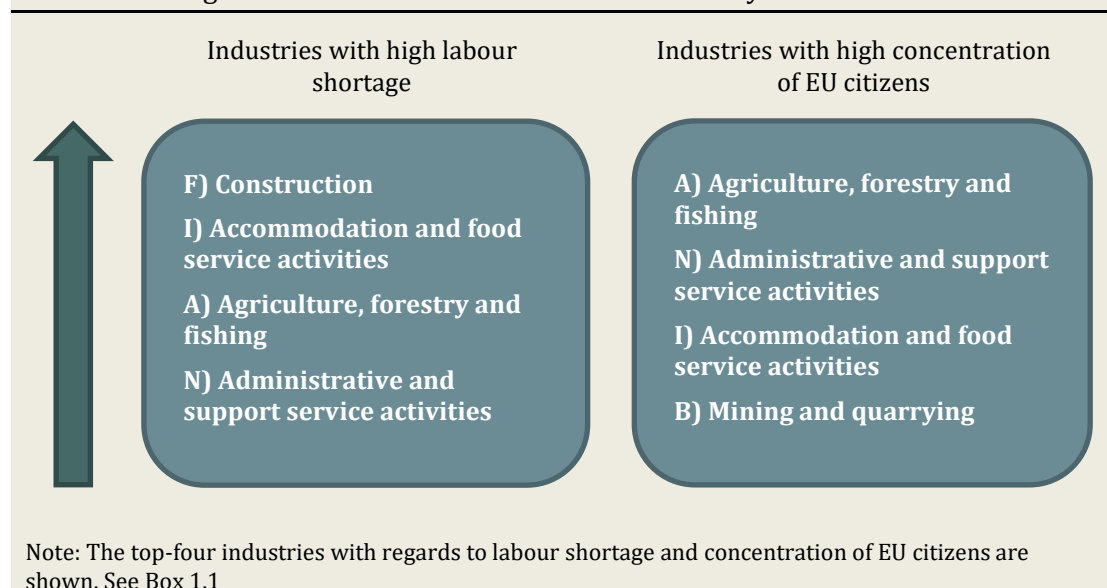 Industries with high labour
shortage
Industries with high concentration
of EU citizens
F) Construction
I) Accommodation and food
service activities
A) Agriculture, forestry and
fishing
N) Administrative and
support service activities
A) Agriculture, forestry and
fishing
N) Administrative and support
service activities
I) Accommodation and food
service activities
B) Mining and quarrying
Note: The top-four industries with regards to labour shortage and concentration of EU citizens are
shown. See Box 1.1